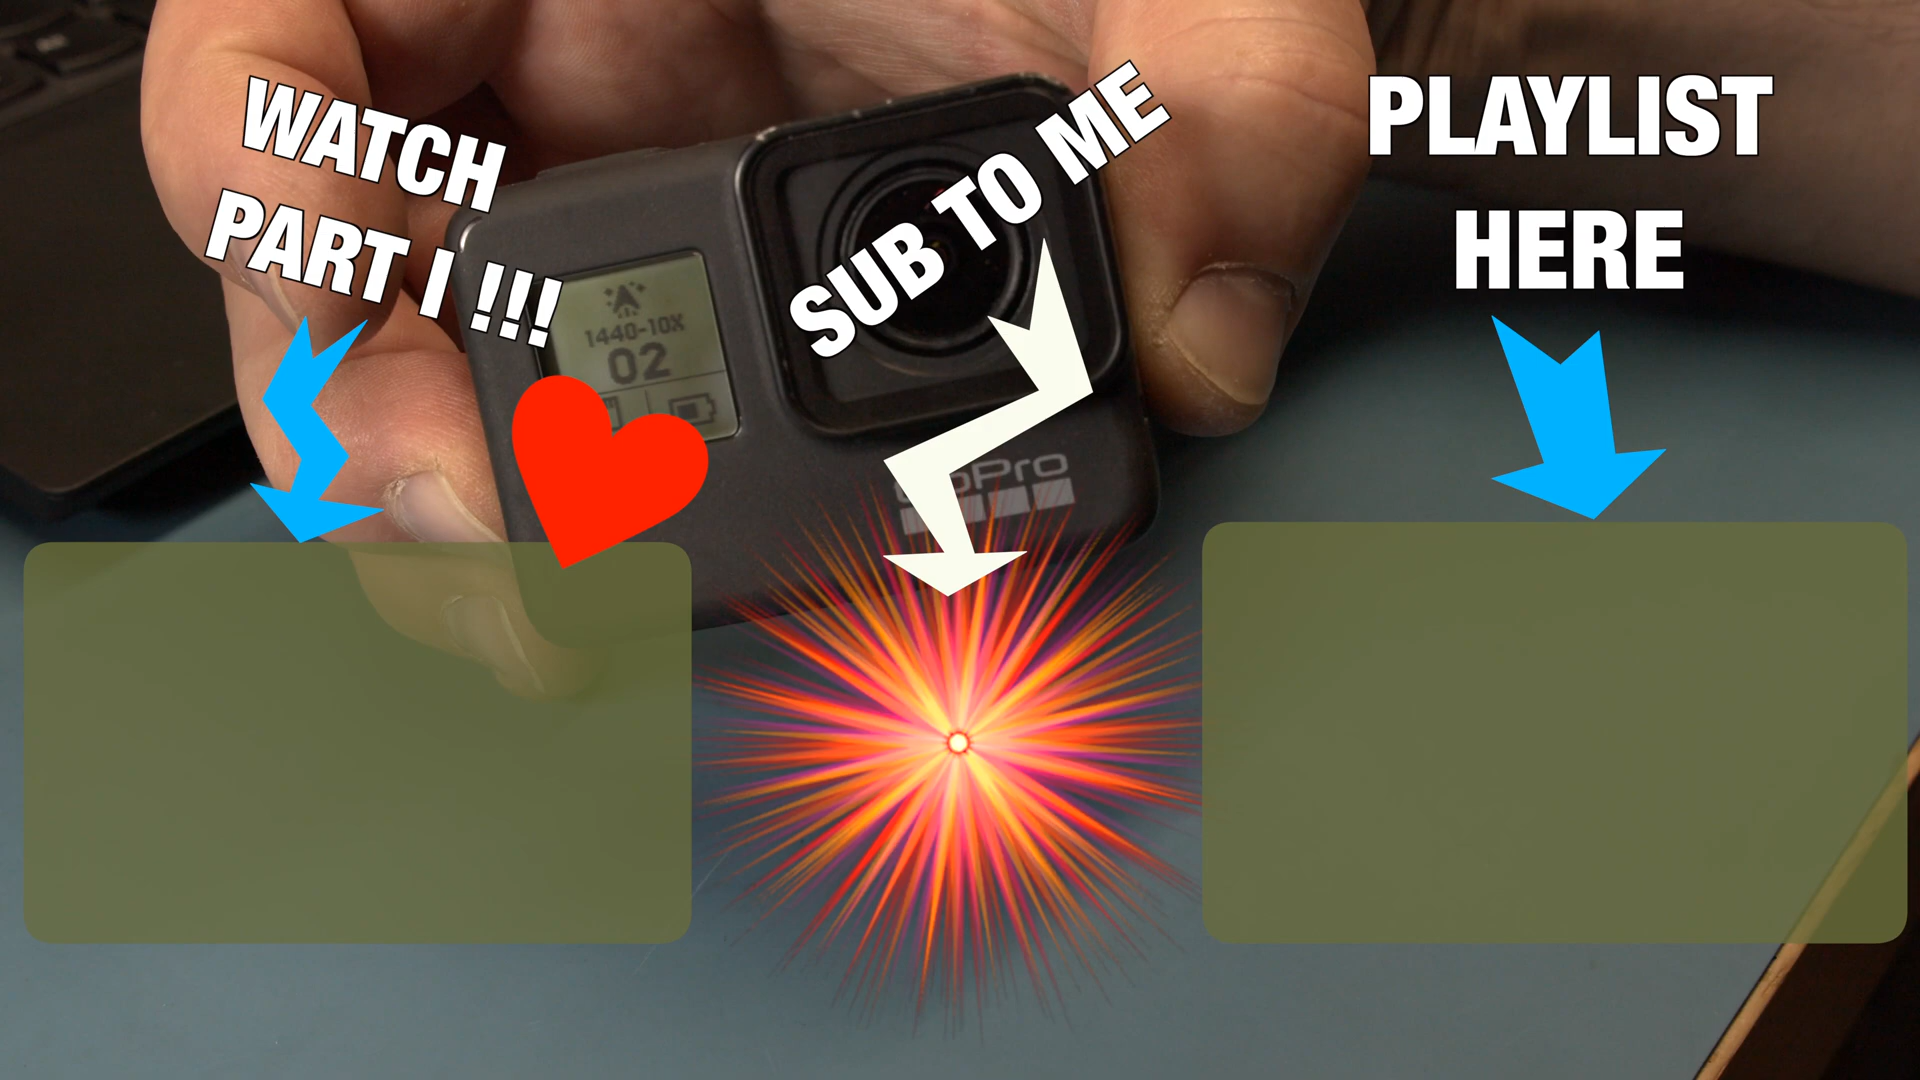 WATCH
PART I !!!
SUB TO ME
PLAYLIST
HERE
1440-10X
02
GoPro